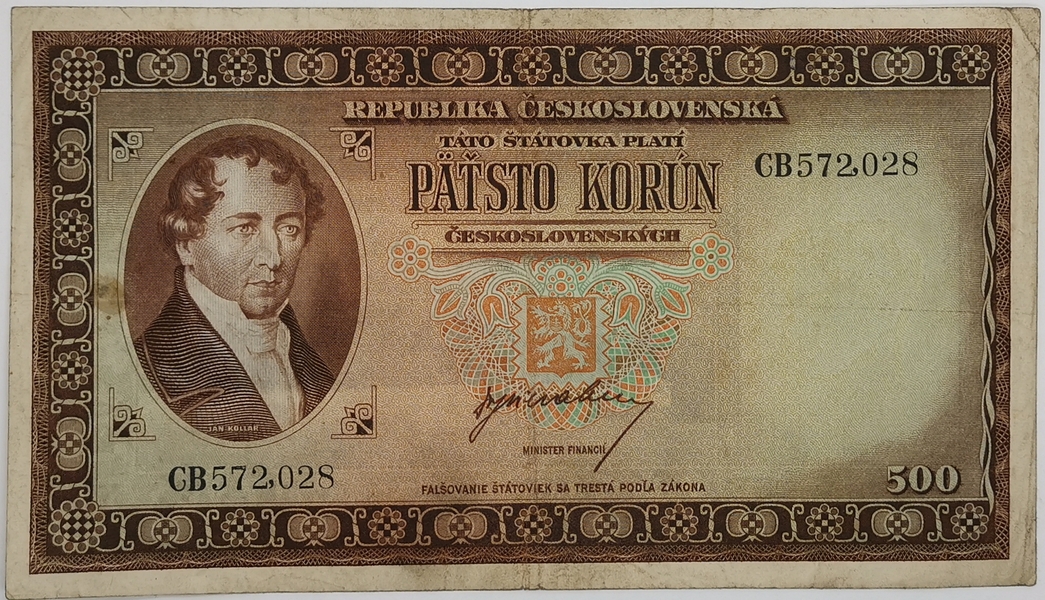 REPUBLIKA ČESKOSLOVENSKÁ
TÁTO ŠTÁTOVKA PLATÍ
PÄŤSTO KORÚN
ČESKOSLOVENSKÝCH
CB572,028
JÁN KOLLÁR
MINISTER FINANCIÍ
CB572,028
FALŠOVANIE ŠTÁTOVIEK SA TRESTÁ PODĽA ZÁKONA
500